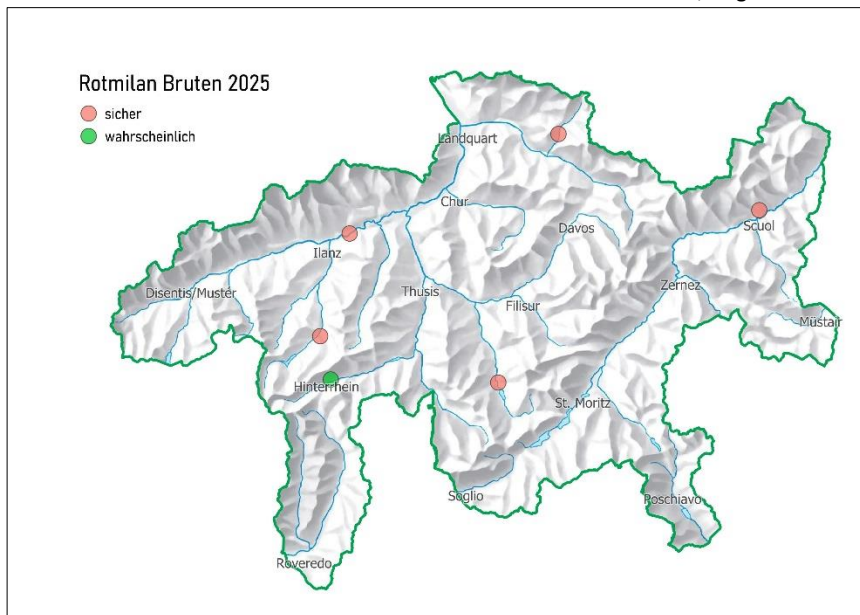 Rotmilan Bruten 2025
sicher
wahrscheinlich
Landquart
Chur
Davos
Scuol
Ilanz
Disentis/Mustér
Thusis
Filisur
Zernez
Müstair
Hinterrhein
St. Moritz
Soglio
Poschiavo
Roveredo